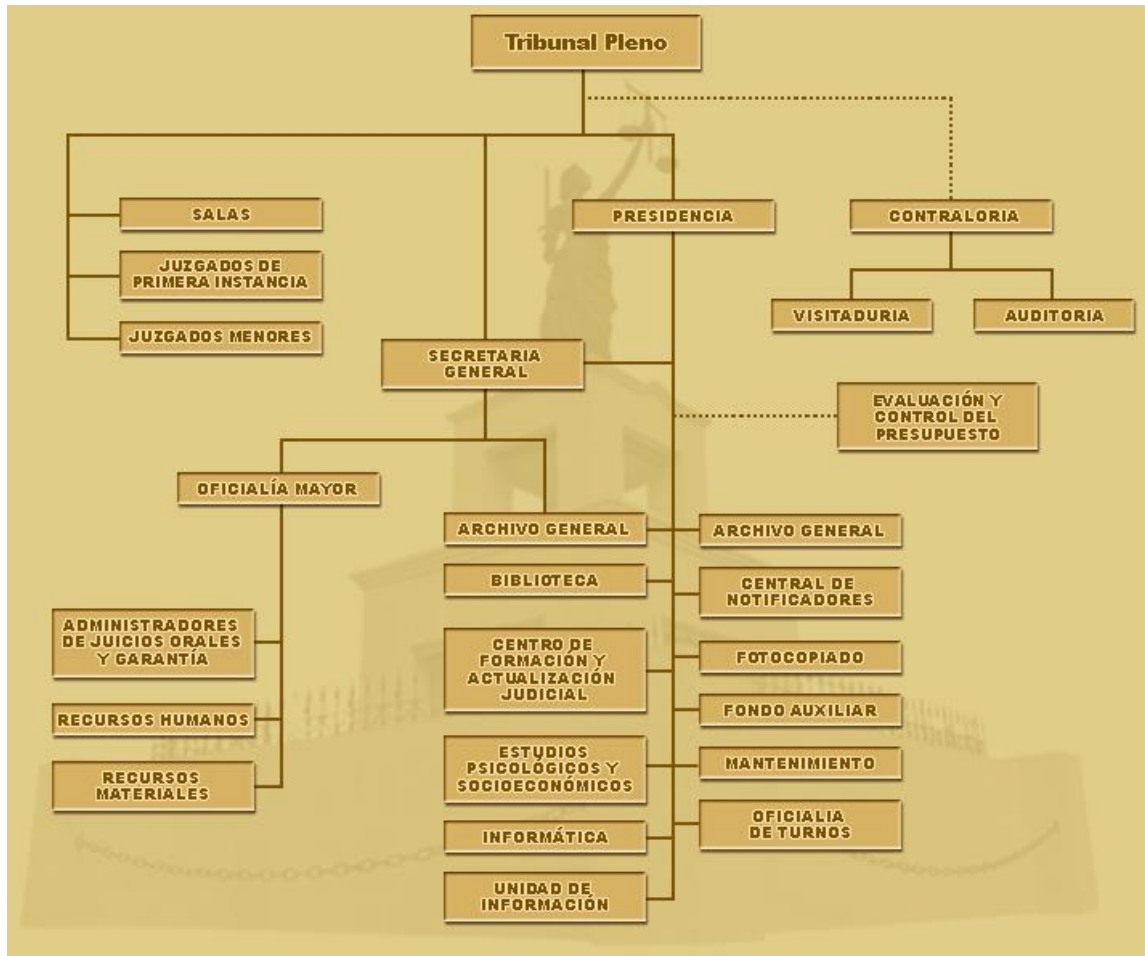 Tribunal Pleno
SALAS
PRESIDENCIA
CONTRALORIA
JUZGADOS DE
PRIMERA INSTANCIA
VISITADURIA
AUDITORIA
JUZGADOS MENORES
SECRETARIA
GENERAL
EVALUACIÓN Y
CONTROL DEL
PRESUPUESTO
OFICIALÍA MAYOR
ARCHIVO GENERAL
ARCHIVO GENERAL
BIBLIOTECA
CENTRAL DE
NOTIFICADORES
ADMINISTRADORES
DE JUICIOS ORALES
Y GARANTÍA
CENTRO DE
FORMACIÓN Y
ACTUALIZACIÓN
JUDICIAL
FOTOCOPIADO
RECURSOS HUMANOS
FONDO AUXILIAR
ESTUDIOS
PSICOLÓGICOS Y
SOCIOECONÓMICOS
MANTENIMIENTO
RECURSOS
MATERIALES
OFICIALIA
DE TURNOS
INFORMÁTICA
UNIDAD DE
INFORMACIÓN